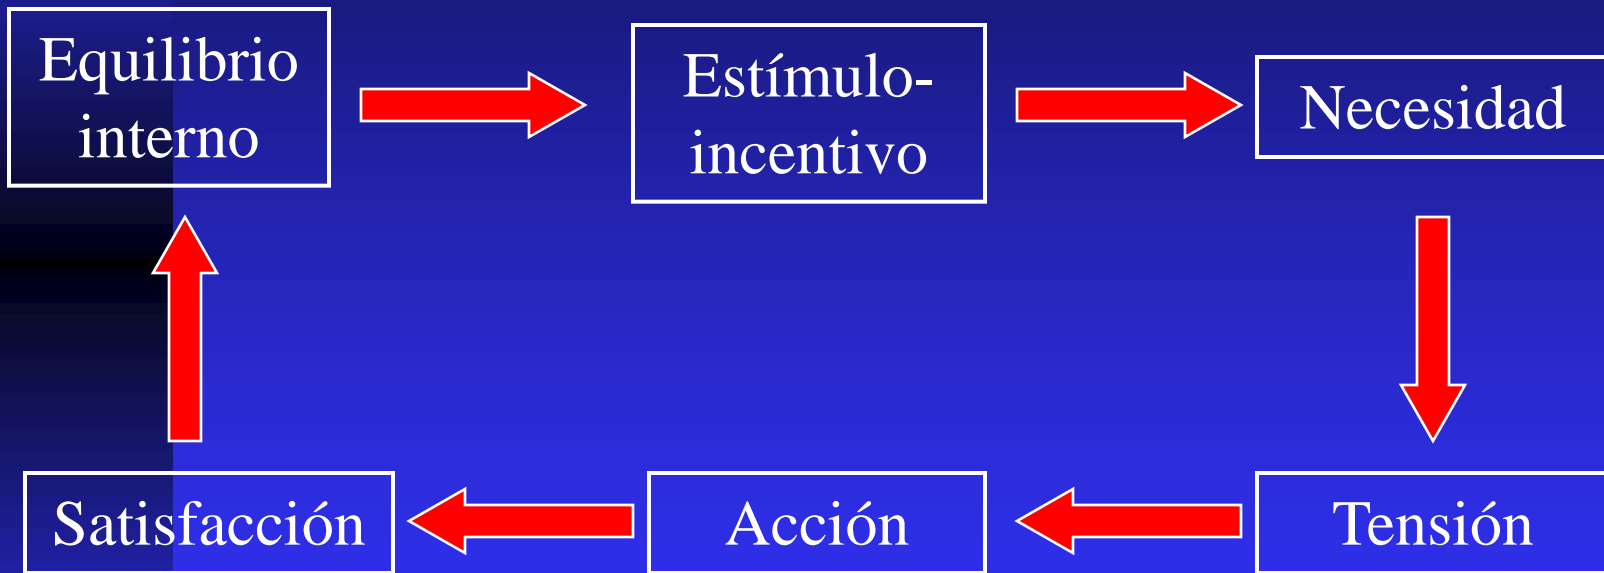 Equilibrio
interno
Estímulo-
incentivo
Necesidad
Satisfacción
Acción
Tensión